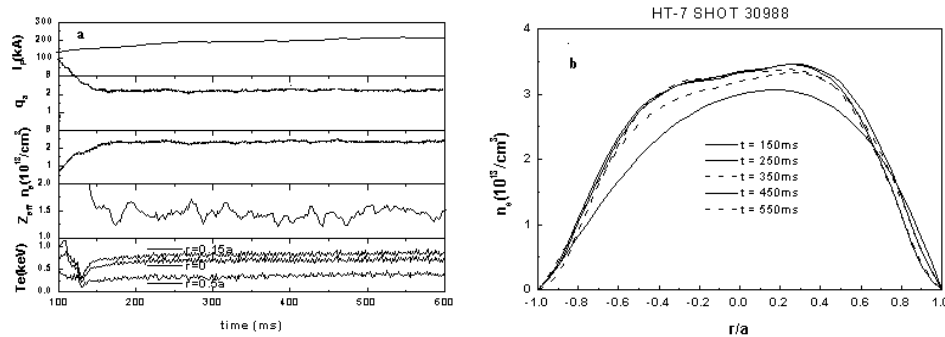 300
200
100
0
a
I_p(kA)
2
1
q_a
2
1
n_e(10^13/cm^3)
2.0
1.5
1.0
Z_eff
1.0
0.5
0.0
Te(keV)
r=0.15a
r=0
r=0.5a
100 200 300 400 500 600
time (ms)
HT-7 SHOT 30988
b
4
3
2
1
0
n_e(10^13/cm^3)
t = 150ms
t = 250ms
t = 350ms
t = 450ms
t = 550ms
-1.0 -0.8 -0.6 -0.4 -0.2 0.0 0.2 0.4 0.6 0.8 1.0
r/a